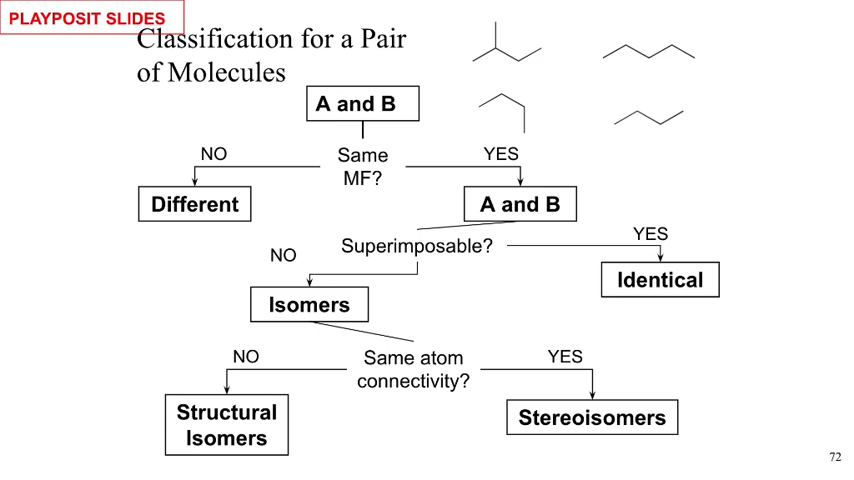 PLAYPOSIT SLIDES
Classification for a Pair
of Molecules
A and B
NO
Same
MF?
YES
Different
A and B
Superimposable?
YES
NO
Identical
Isomers
NO
Same atom
connectivity?
YES
Structural
Isomers
Stereoisomers
72